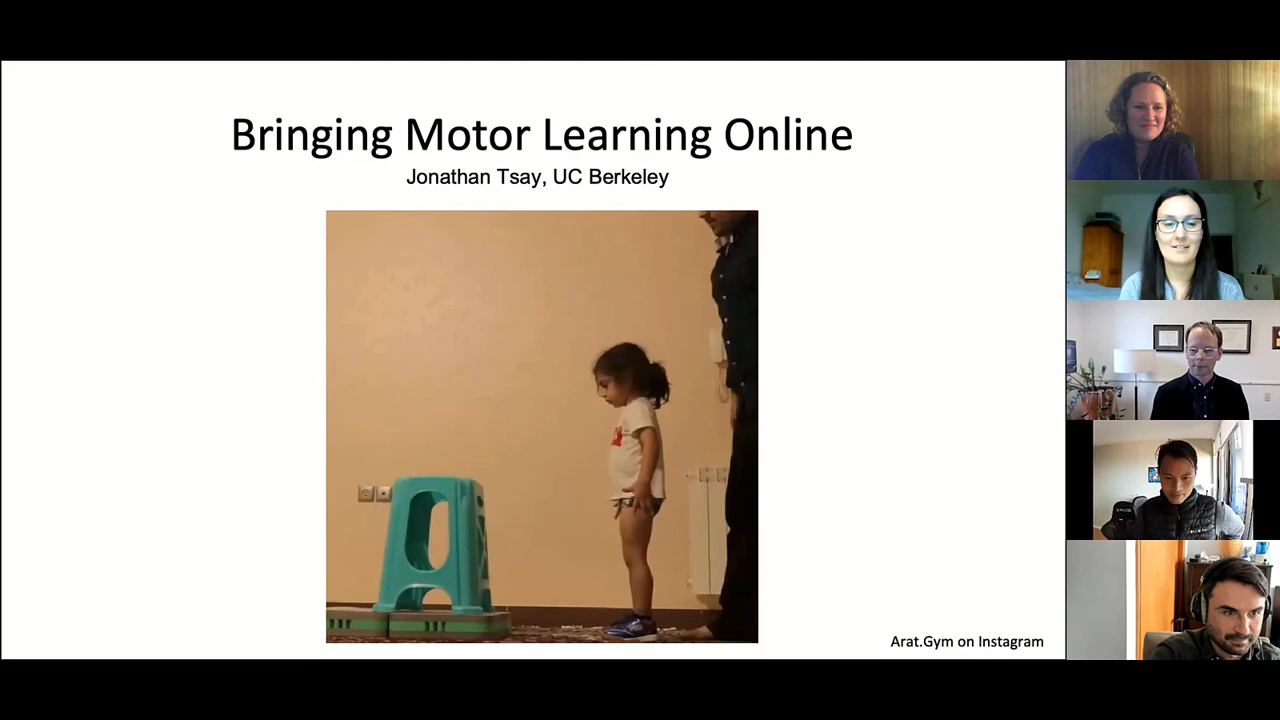 Bringing Motor Learning Online
Jonathan Tsay, UC Berkeley
Arat.Gym on Instagram